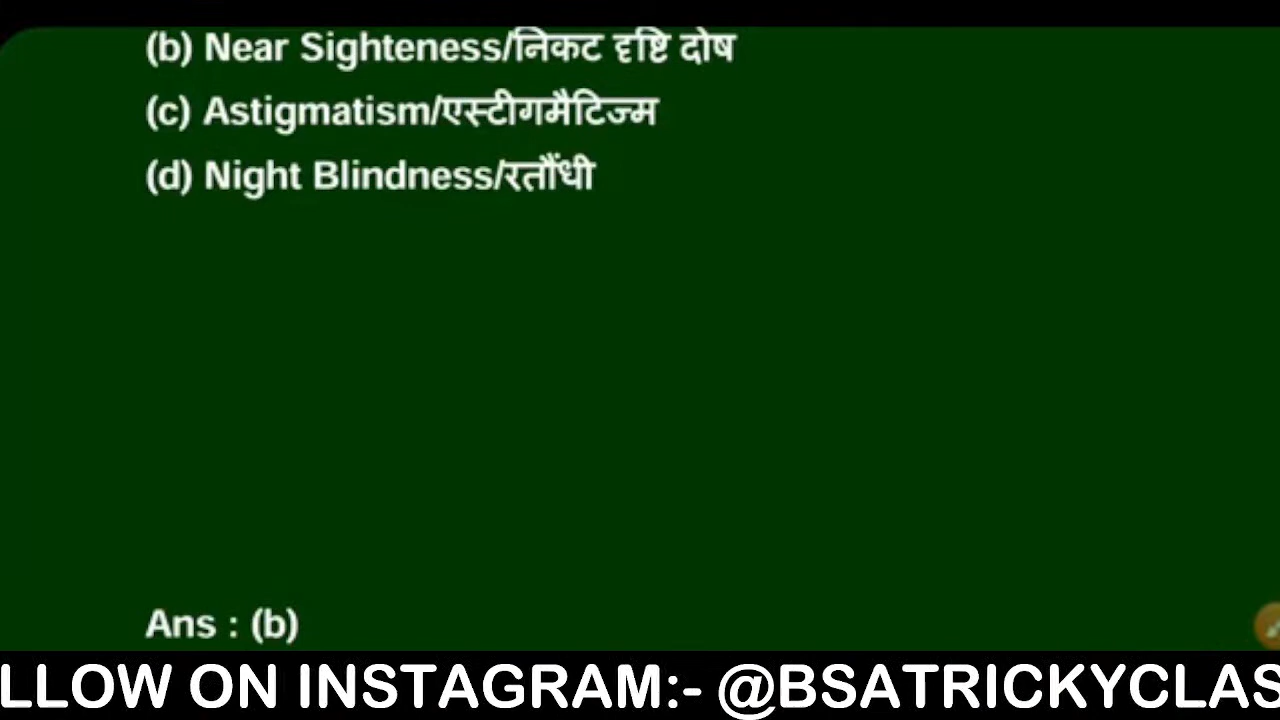 (b) Near Sighteness/निकट दृष्टि दोष
(c) Astigmatism/एस्टीगमैटिज्म
(d) Night Blindness/रतौंधी
Ans : (b)
LLOW ON INSTAGRAM:- @BSATRICKYCLAS